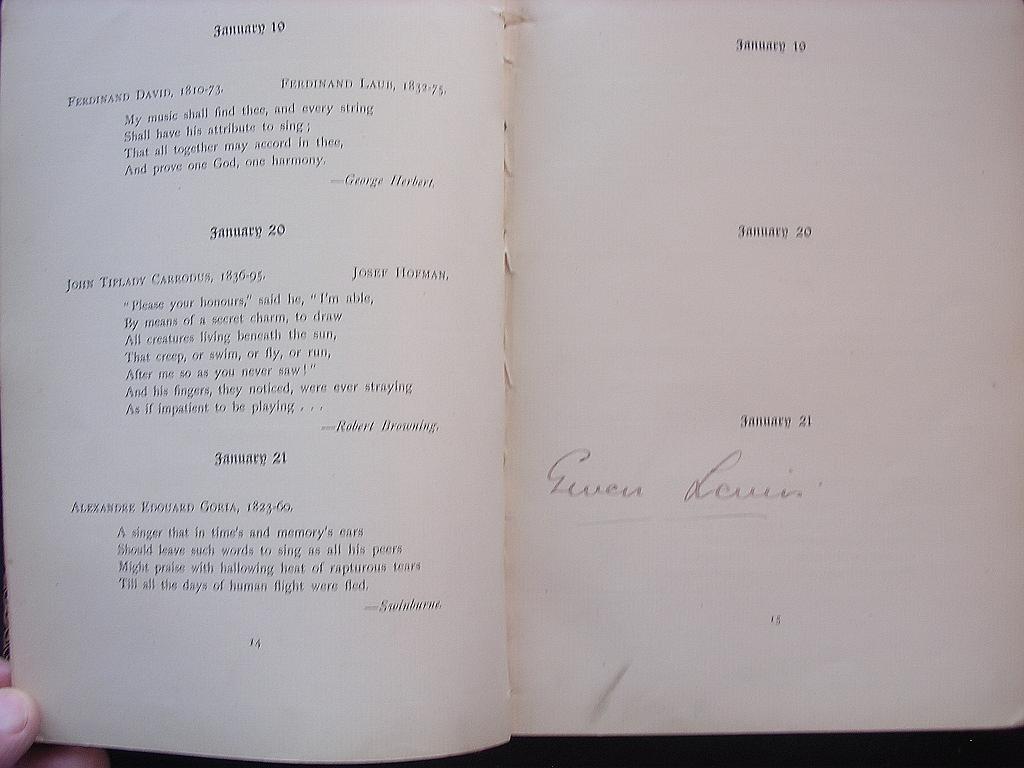 January 19
FERDINAND DAVID, 1810-73. FERDINAND LAUB, 1832-75.
My music shall find thee, and every string
Shall have his attribute to sing;
That all together may accord in thee,
And prove one God, one harmony.
—George Herbert.
January 20
JOHN TIPLADY CARRODUS, 1836-95. JOSEF HOFMAN.
"Please your honours," said he, "I'm able,
By means of a secret charm, to draw
All creatures living beneath the sun,
That creep, or swim, or fly, or run,
After me so as you never saw!"
And his fingers, they noticed, were ever straying
As if impatient to be playing . . .
—Robert Browning.
January 21
ALEXANDRE EDOUARD GORIA, 1823-60.
A singer that in time's and memory's ears
Should leave such words to sing as all his peers
Might praise with hallowing heat of rapturous tears
Till all the days of human flight were fled.
—Swinburne.
14
January 19
January 20
January 21
Gwen Lewis
15